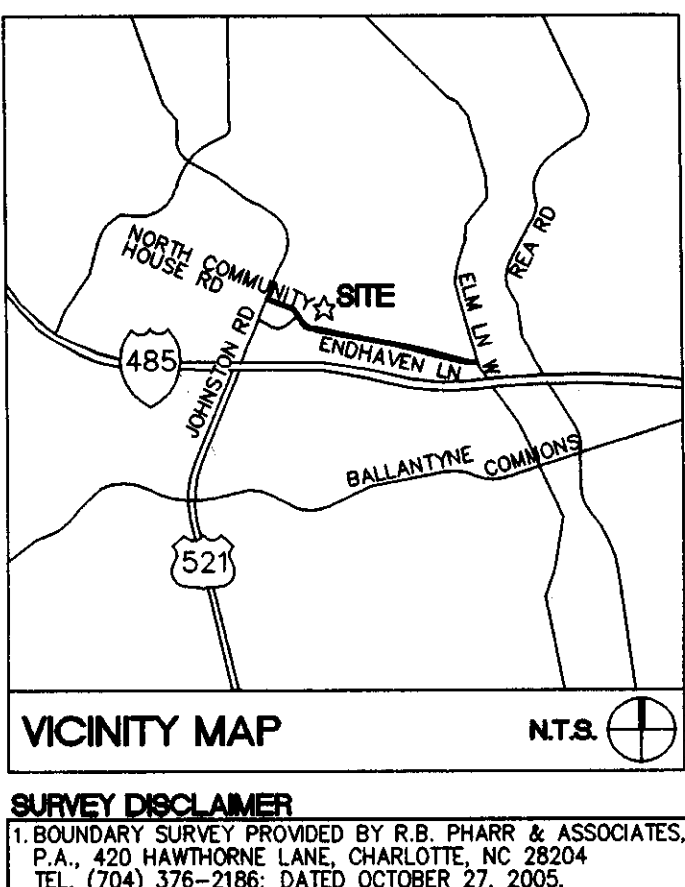 NORTH COMMUNITY
HOUSE RD
SITE
ELM LN W
REA RD
JOHNSTON RD
ENDHAVEN LN
485
BALLANTYNE COMMONS
521
VICINITY MAP
N.T.S.
SURVEY DISCLAIMER
1. BOUNDARY SURVEY PROVIDED BY R.B. PHARR & ASSOCIATES,
P.A., 420 HAWTHORNE LANE, CHARLOTTE, NC 28204
TEL. (704) 376-2186; DATED OCTOBER 27, 2005.